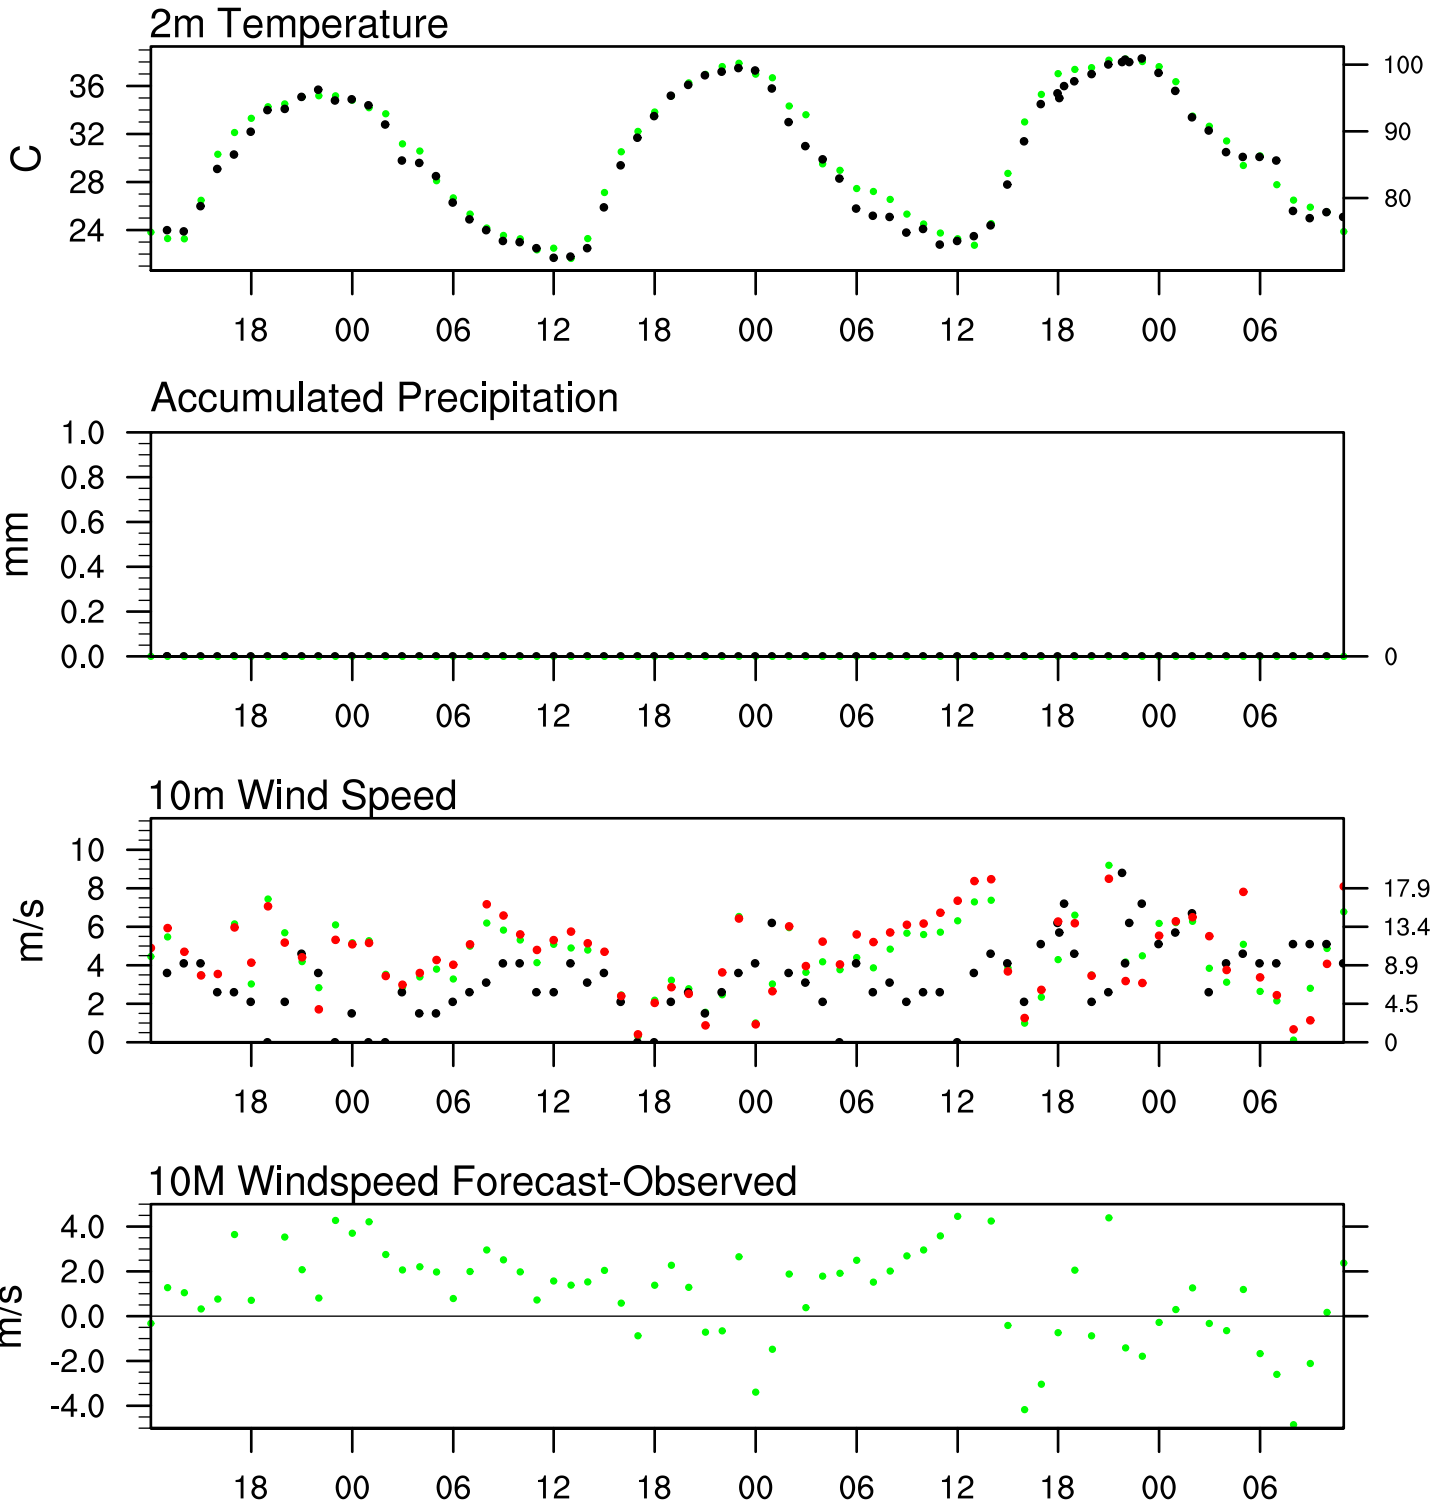 2m Temperature
C
36
32
28
24
100
90
80
18 00 06 12 18 00 06 12 18 00 06
Accumulated Precipitation
mm
1.0
0.8
0.6
0.4
0.2
0.0
0
18 00 06 12 18 00 06 12 18 00 06
10m Wind Speed
m/s
10
8
6
4
2
0
17.9
13.4
8.9
4.5
0
18 00 06 12 18 00 06 12 18 00 06
10M Windspeed Forecast-Observed
m/s
4.0
2.0
0.0
-2.0
-4.0
18 00 06 12 18 00 06 12 18 00 06